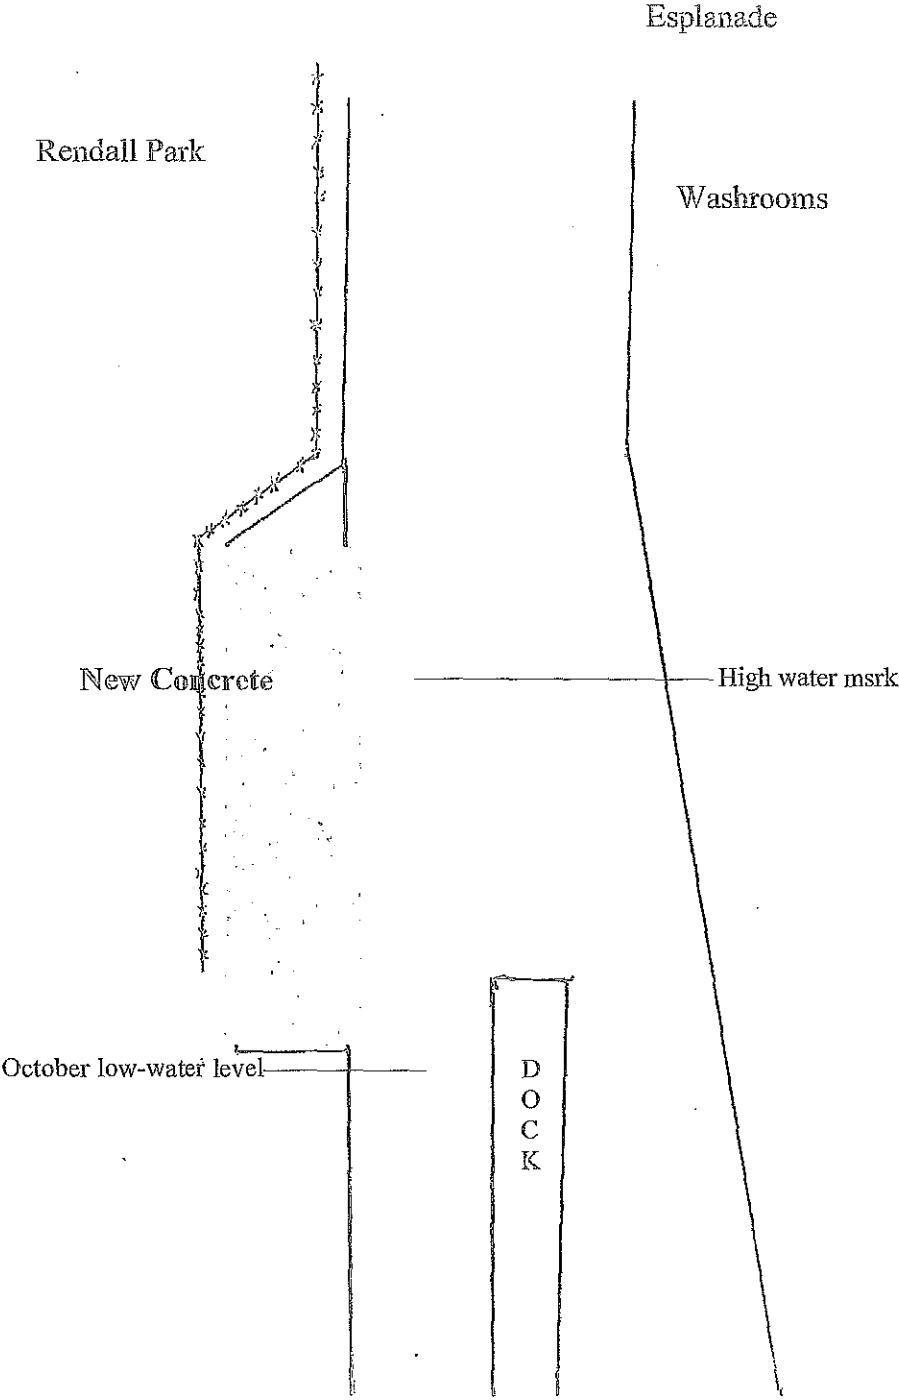 Esplanade
Rendall Park
Washrooms
New Concrete
High water msrk
October low-water level
D
O
C
K